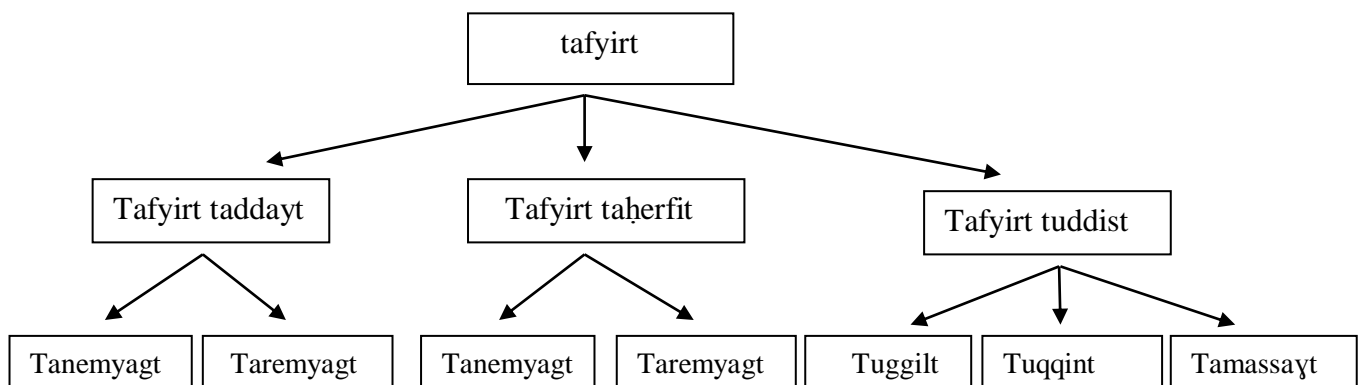 tafyirt
Tafyirt taddayt
Tafyirt taḥerfit
Tafyirt tuddist
Tanemyagt
Taremyagt
Tanemyagt
Taremyagt
Tuggilt
Tuqqint
Tamassaɣt